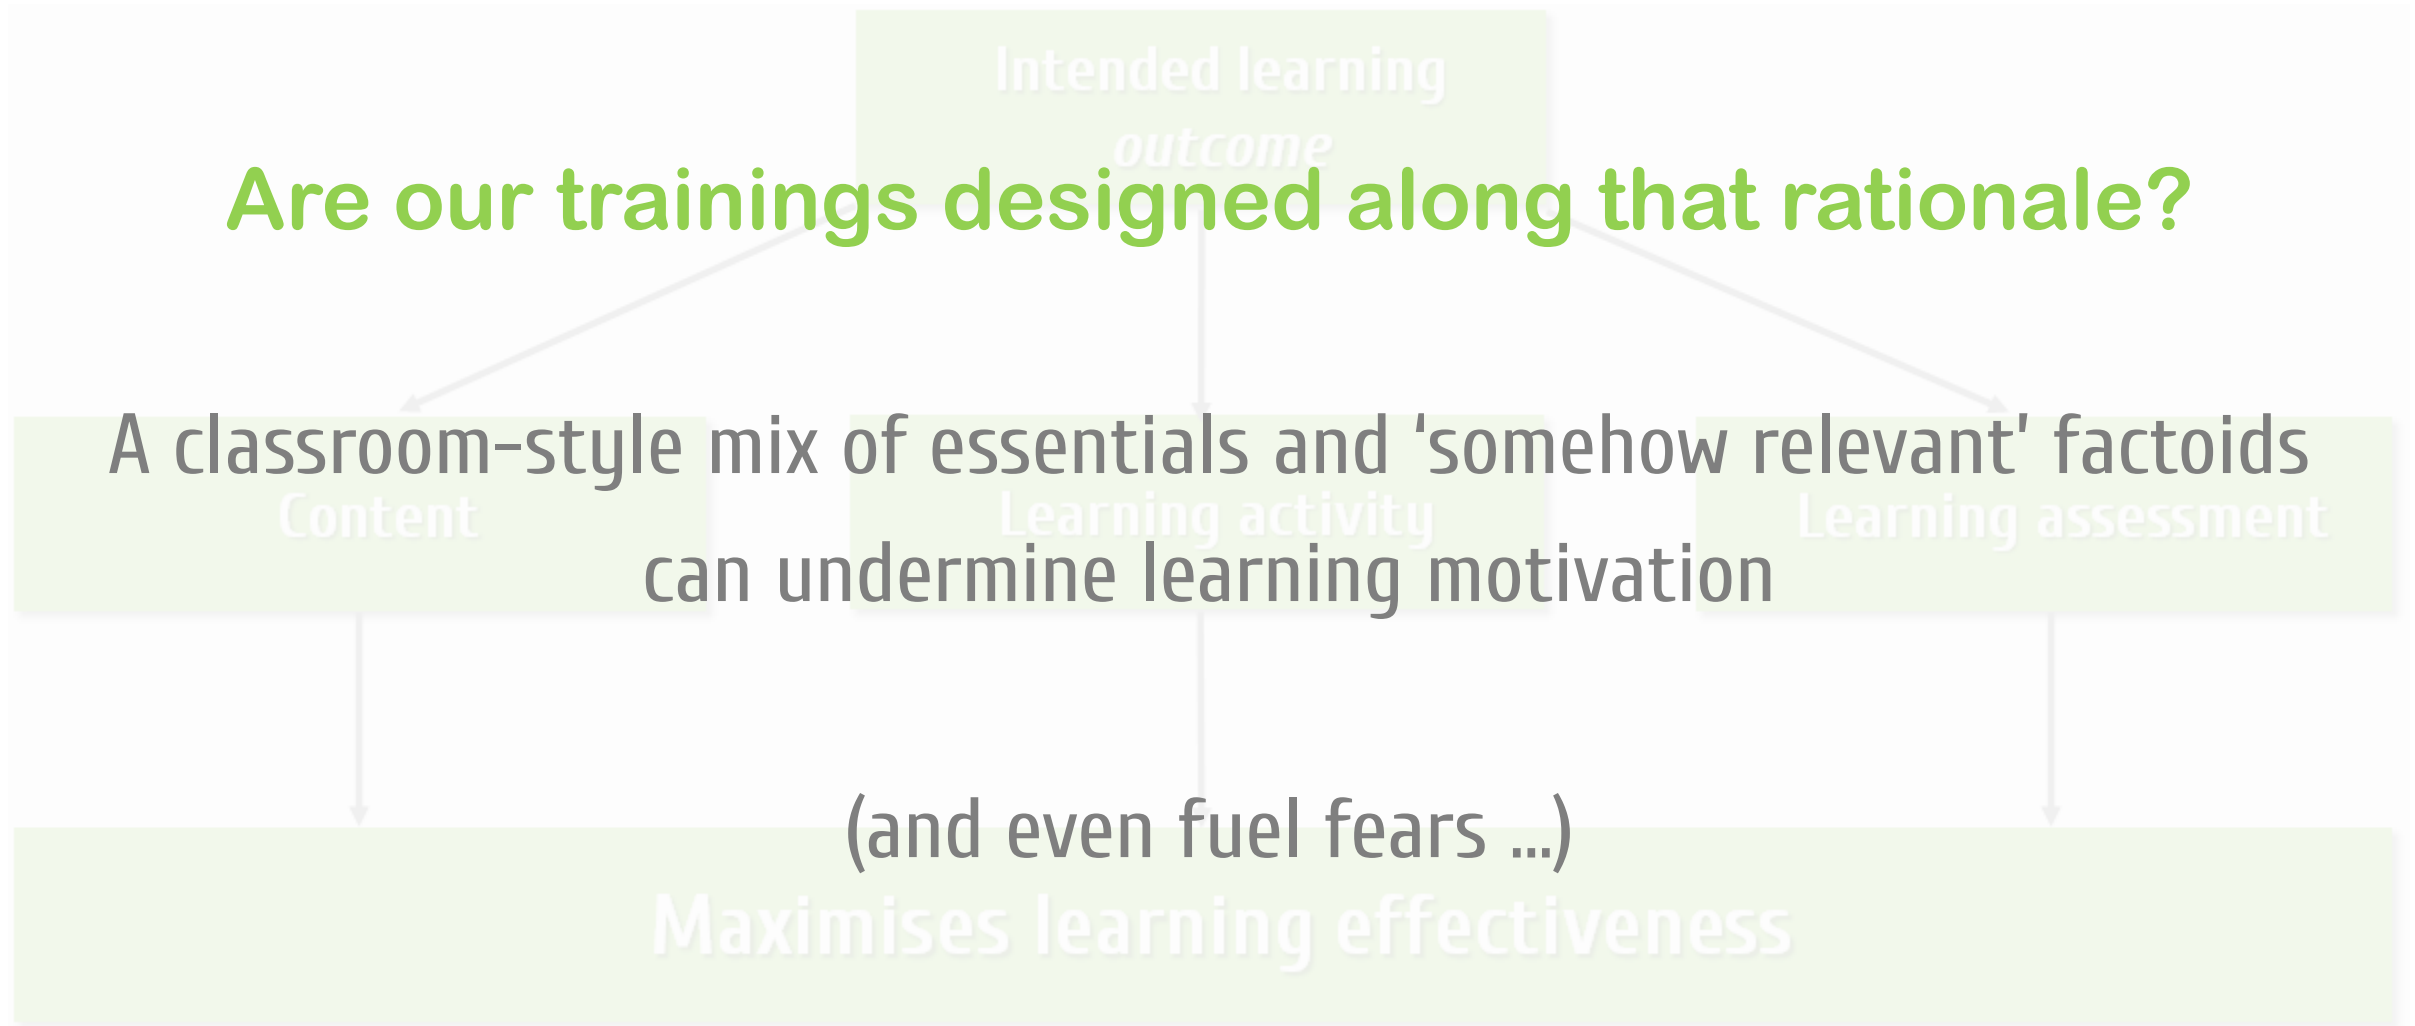 Intended learning
outcome
Are our trainings designed along that rationale?
A classroom-style mix of essentials and ‘somehow relevant’ factoids
Content
Learning activity
Learning assessment
can undermine learning motivation
(and even fuel fears ...)
Maximises learning effectiveness